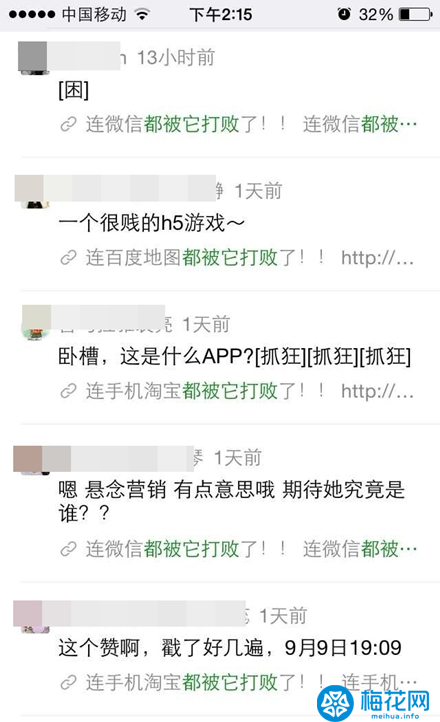 中国移动 下午2:15 32%
13小时前
[困]
连微信都被它打败了！！ 连微信都被…
1天前
一个很贱的h5游戏～
连百度地图都被它打败了！！ http://…
1天前
卧槽，这是什么APP?[抓狂][抓狂][抓狂]
连手机淘宝都被它打败了！！ http://…
琴 1天前
嗯 悬念营销 有点意思哦 期待她究竟是
谁？？
连微信都被它打败了！！ 连微信都被…
1天前
这个赞啊，戳了好几遍，9月9日19:09
连手机淘宝都被它打败了！！ 连手机…
梅花网
meihua.info